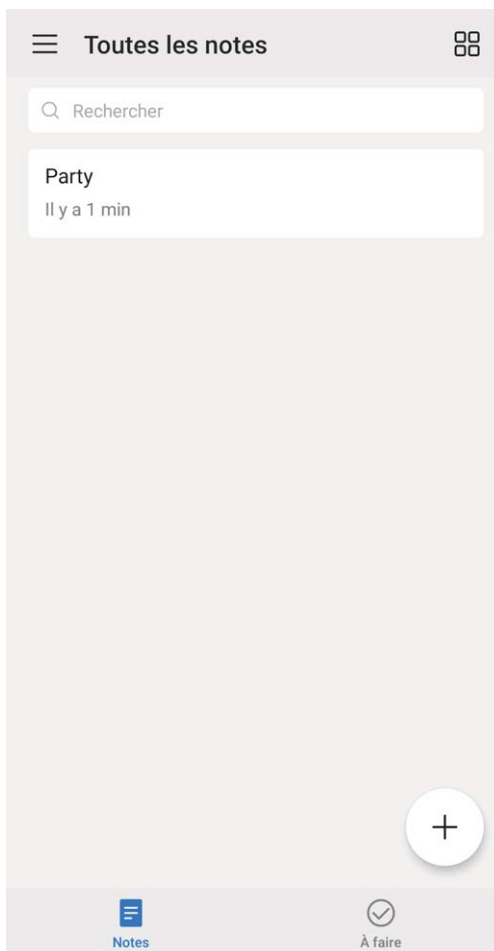 Toutes les notes
Rechercher
Party
Il y a 1 min
Notes
À faire